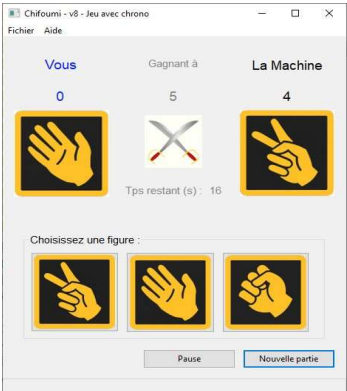 Chifoumi - v8 - Jeu avec chrono
Fichier Aide
Vous Gagnant à La Machine
0 5 4
Tps restant (s) : 16
Choisissez une figure :
Pause Nouvelle partie